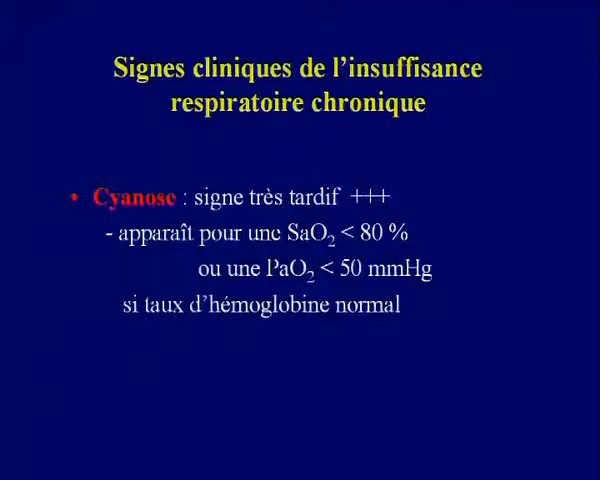 Signes cliniques de l'insuffisance
respiratoire chronique
• Cyanose : signe très tardif +++
- apparaît pour une SaO₂ < 80 %
ou une PaO₂ < 50 mmHg
si taux d'hémoglobine normal